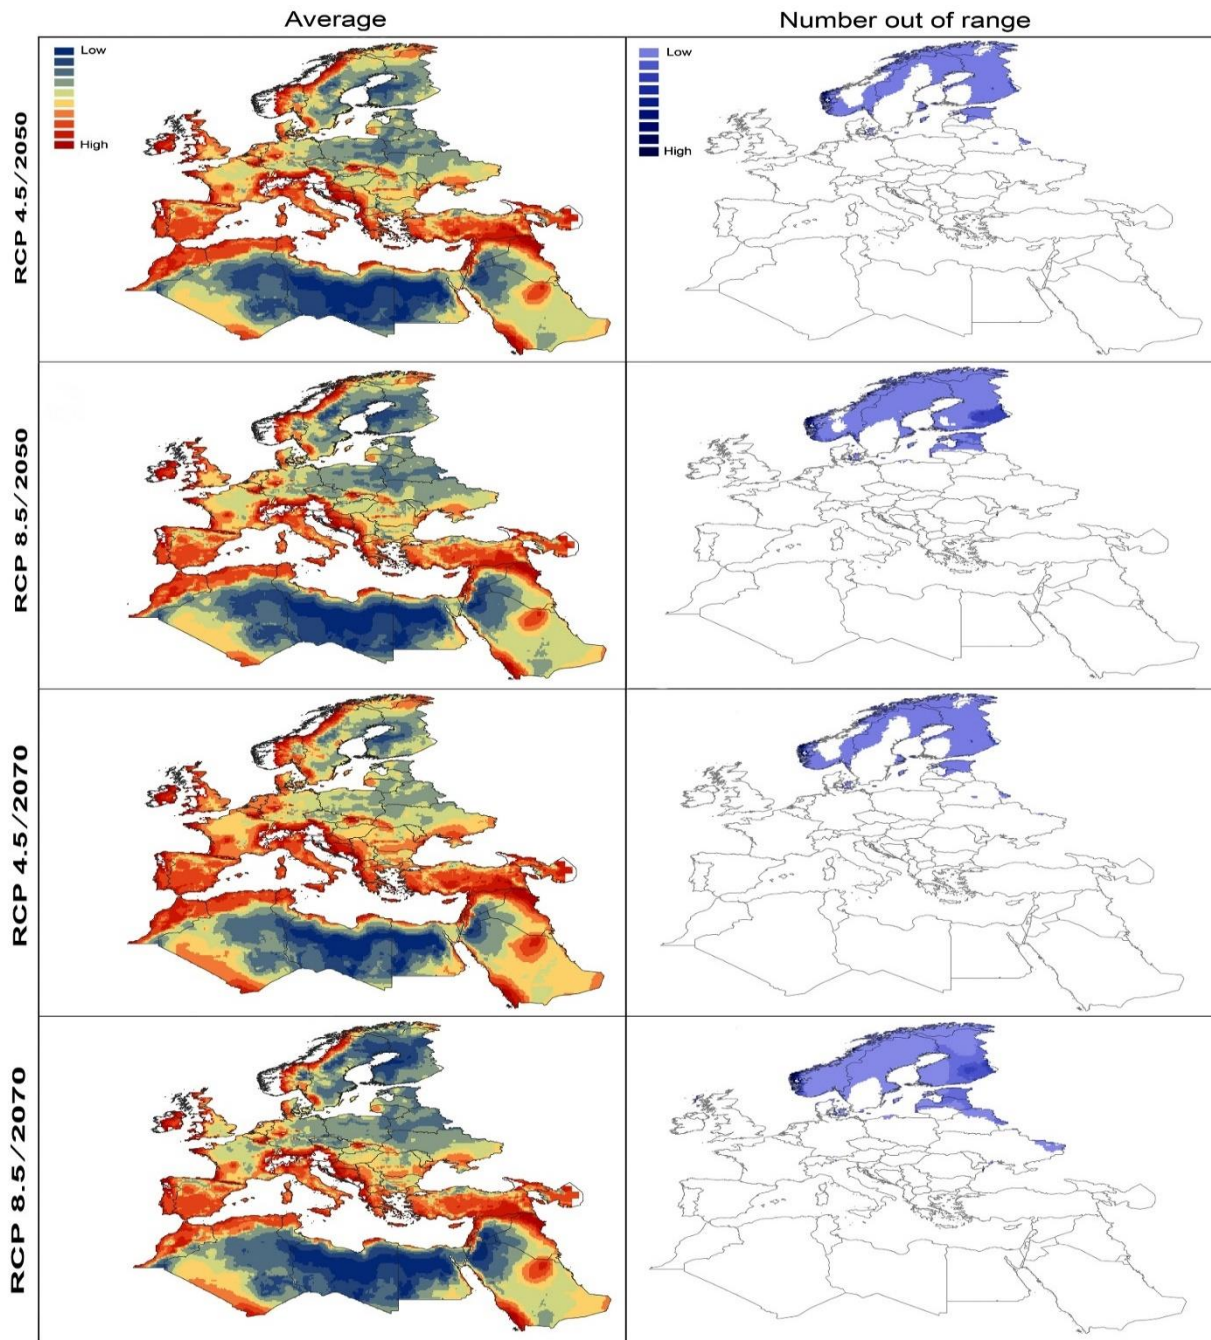 Average
Number out of range
Low
High
Low
High
RCP 4.5/2050
RCP 8.5/2050
RCP 4.5/2070
RCP 8.5/2070